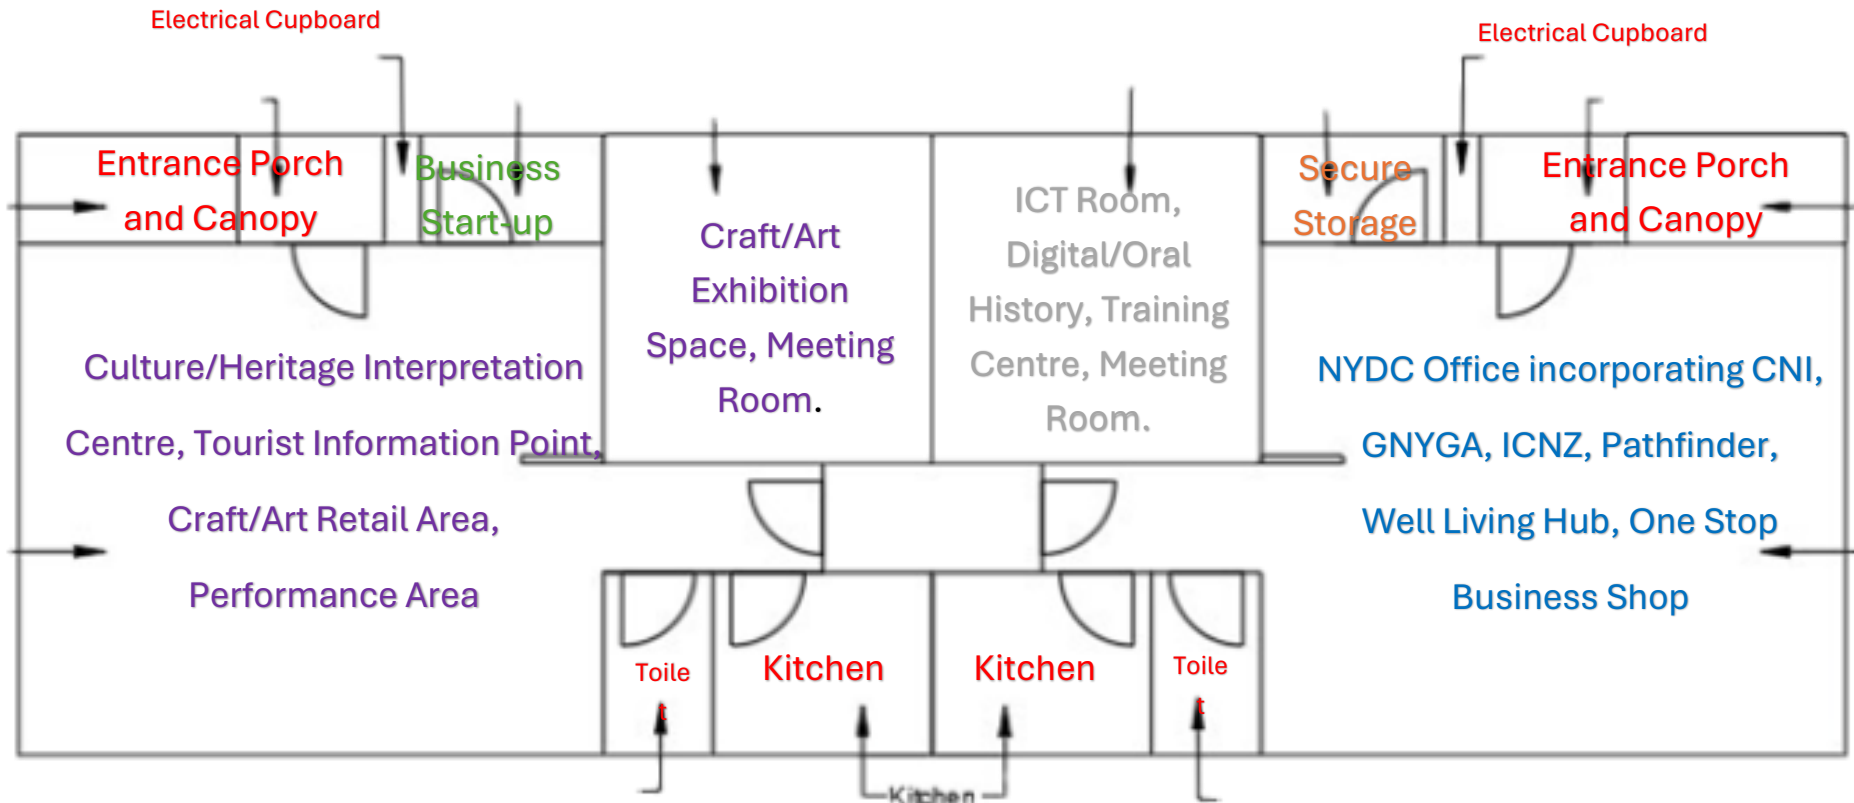 Electrical Cupboard
Electrical Cupboard
Entrance Porch
and Canopy
Business
Start-up
Craft/Art
Exhibition
Space, Meeting
Room.
ICT Room,
Digital/Oral
History, Training
Centre, Meeting
Room.
Secure
Storage
Entrance Porch
and Canopy
Culture/Heritage Interpretation
Centre, Tourist Information Point,
Craft/Art Retail Area,
Performance Area
NYDC Office incorporating CNI,
GNYGA, ICNZ, Pathfinder,
Well Living Hub, One Stop
Business Shop
Toile
t
Kitchen
Kitchen
Toile
t
Kitchen